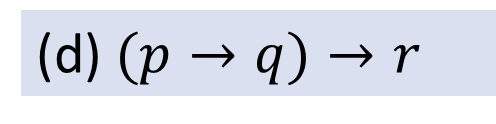 (d) (𝑝 → 𝑞) → 𝑟